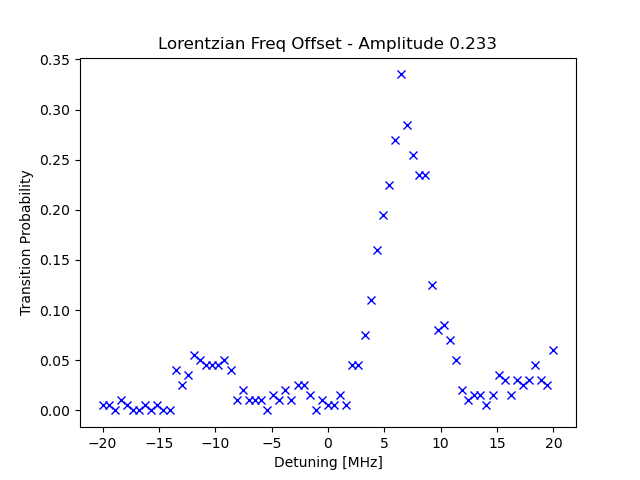 Lorentzian Freq Offset - Amplitude 0.233
0.35
0.30
0.25
0.20
0.15
0.10
0.05
0.00
Transition Probability
−20 −15 −10 −5 0 5 10 15 20
Detuning [MHz]